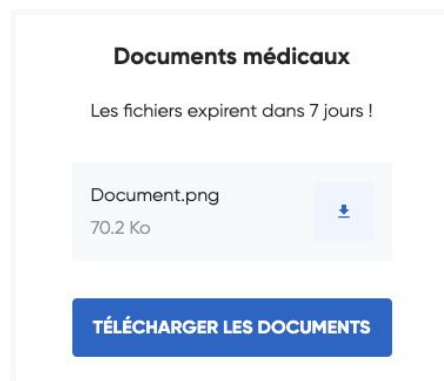 Documents médicaux
Les fichiers expirent dans 7 jours !
Document.png
70.2 Ko
TÉLÉCHARGER LES DOCUMENTS